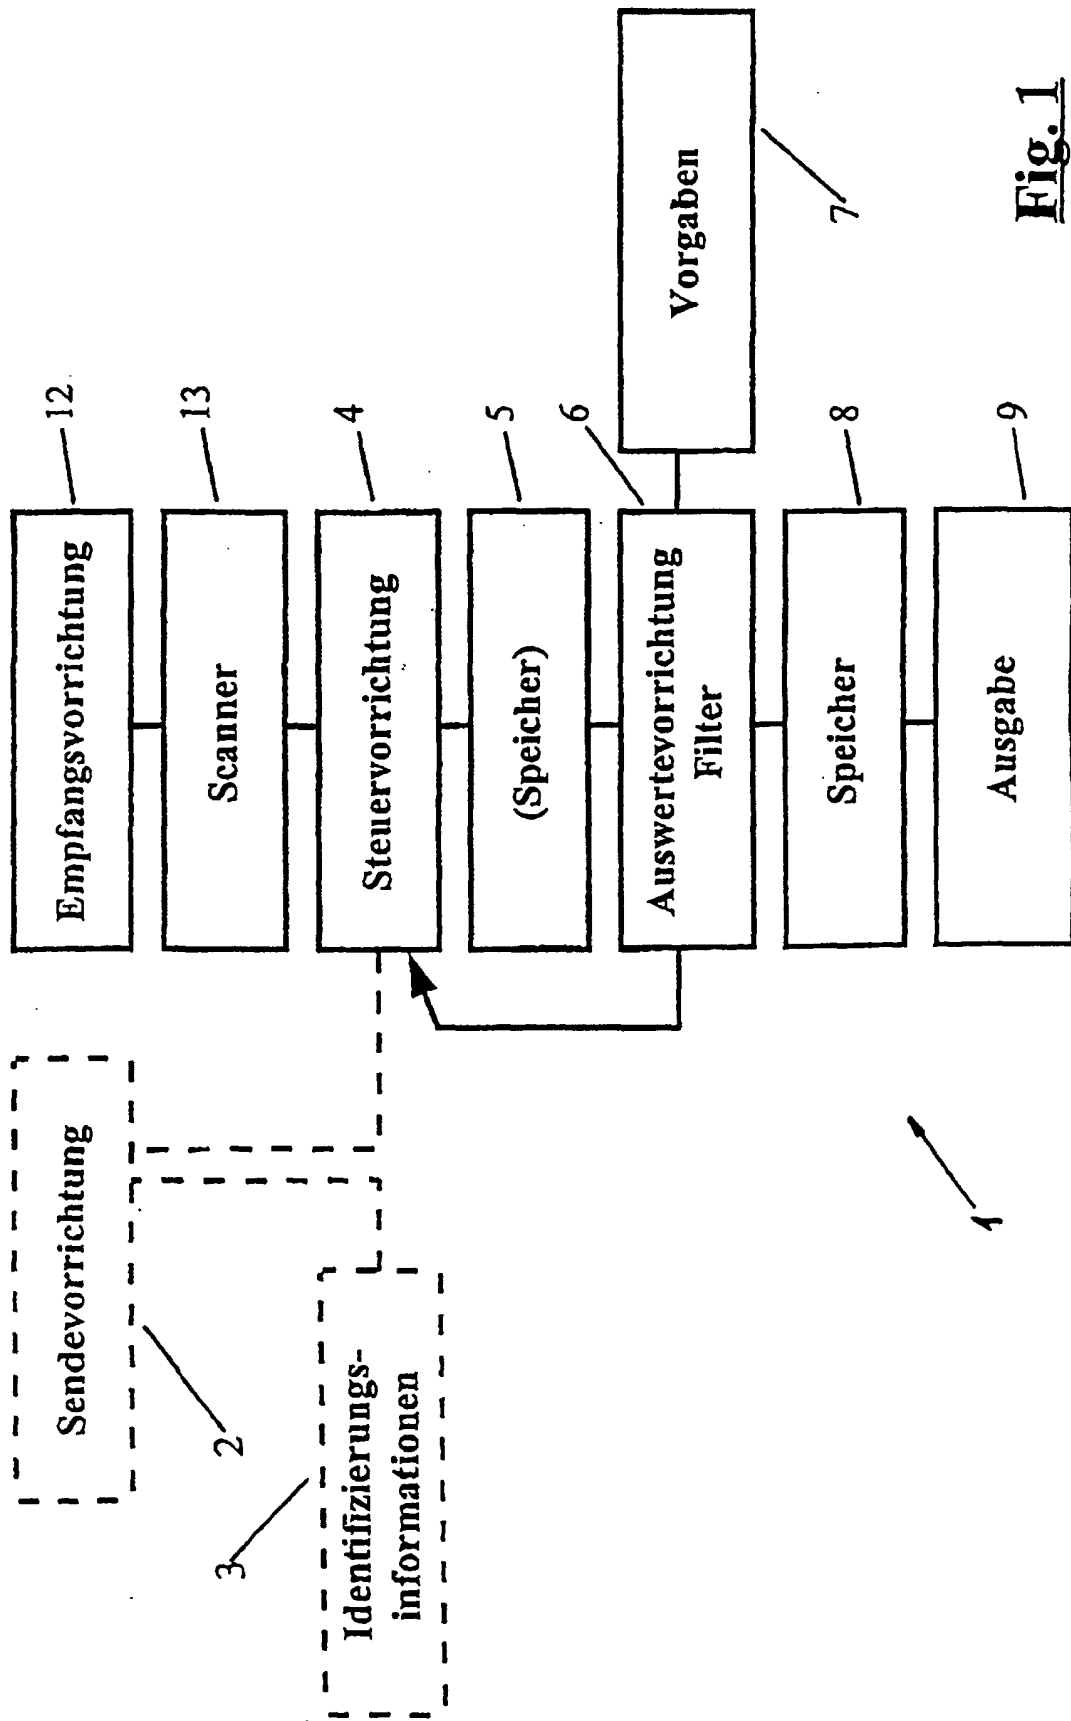 Sendevorrichtung
2
3
Identifizierungs-
informationen
Empfangsvorrichtung
12
Scanner
13
Steuervorrichtung
4
(Speicher)
5
Auswertevorrichtung
Filter
6
Vorgaben
7
Speicher
8
Ausgabe
9
1
Fig. 1